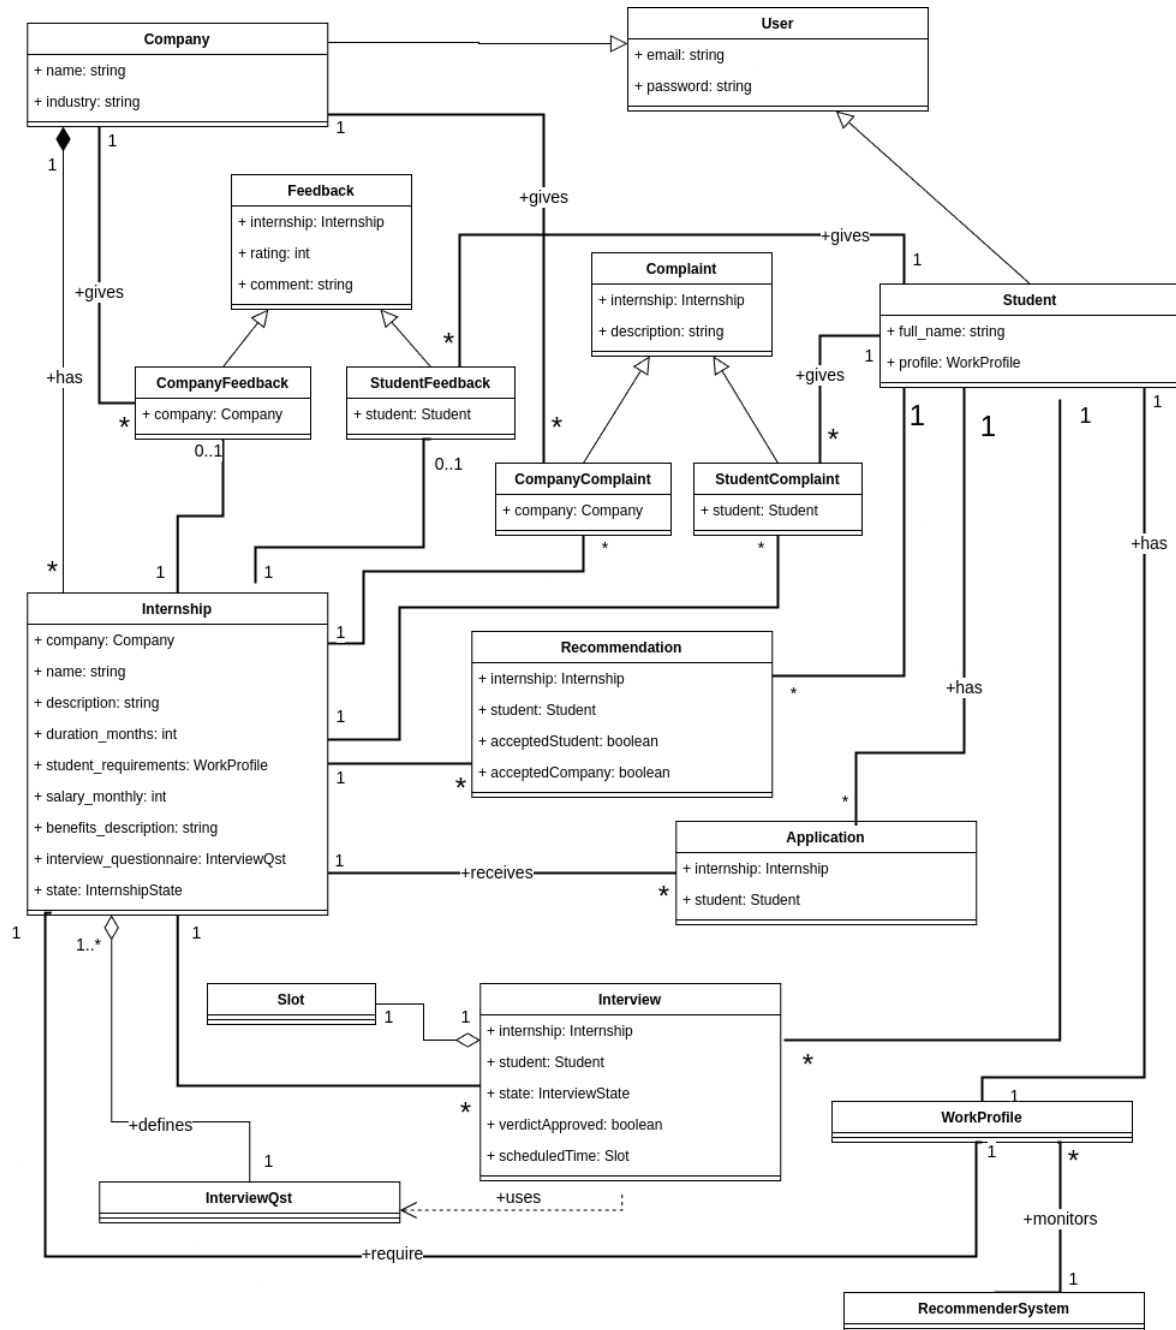 Company
+ name: string
+ industry: string
User
+ email: string
+ password: string
1
1
1
+gives
Feedback
+ internship: Internship
+ rating: int
+ comment: string
+gives
1
Complaint
+ internship: Internship
+ description: string
Student
+ full_name: string
+ profile: WorkProfile
+gives
*
1
+gives
+has
CompanyFeedback
+ company: Company
*
0..1
StudentFeedback
+ student: Student
0..1
1
1
1
1
*
*
CompanyComplaint
+ company: Company
*
StudentComplaint
+ student: Student
*
+has
*
1
1
Internship
+ company: Company
+ name: string
+ description: string
+ duration_months: int
+ student_requirements: WorkProfile
+ salary_monthly: int
+ benefits_description: string
+ interview_questionnaire: InterviewQst
+ state: InternshipState
1
1
1
*
Recommendation
+ internship: Internship
+ student: Student
+ acceptedStudent: boolean
+ acceptedCompany: boolean
*
+has
*
Application
+ internship: Internship
+ student: Student
1
+receives
*
1
1..*
1
Slot
1
1
Interview
+ internship: Internship
+ student: Student
+ state: InterviewState
+ verdictApproved: boolean
+ scheduledTime: Slot
*
*
+defines
1
InterviewQst
+uses
1
WorkProfile
1
*
+monitors
+require
1
RecommenderSystem